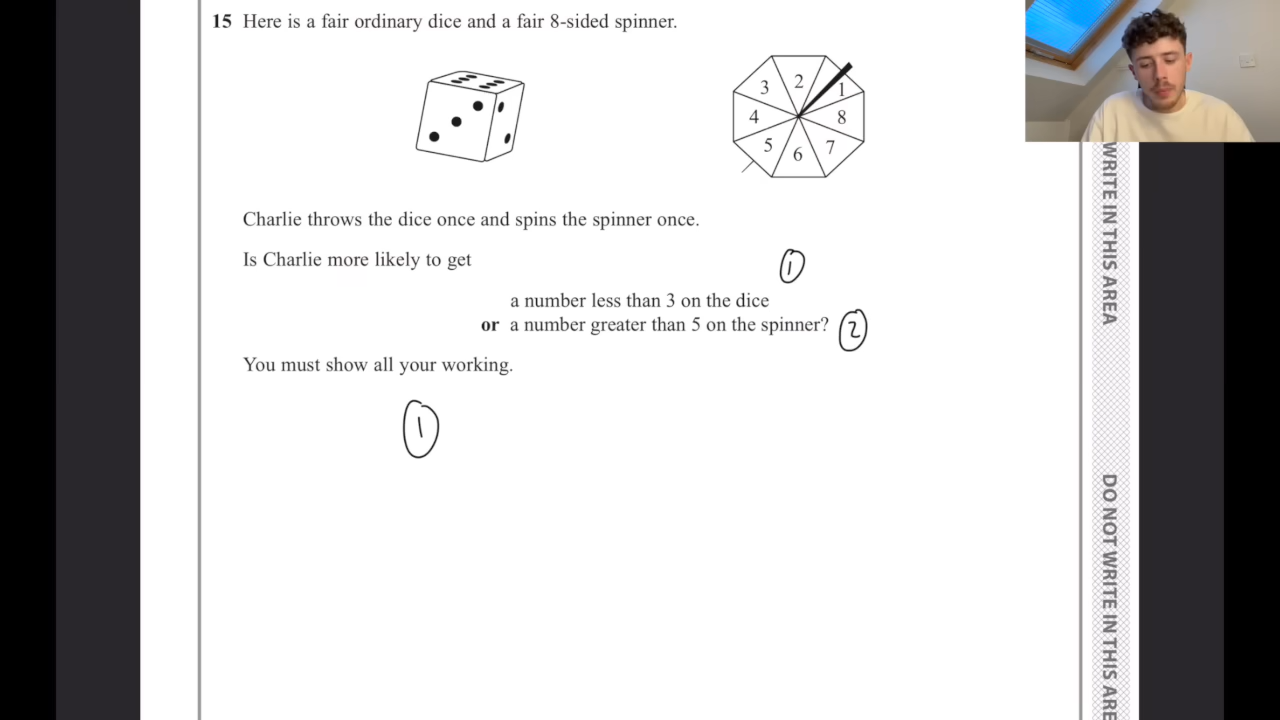 15 Here is a fair ordinary dice and a fair 8-sided spinner.
3 2 1
4 8
5 6 7
Charlie throws the dice once and spins the spinner once.
Is Charlie more likely to get
1
a number less than 3 on the dice
or a number greater than 5 on the spinner? 2
You must show all your working.
1
WRITE IN THIS AREA
DO NOT WRITE IN THIS ARE